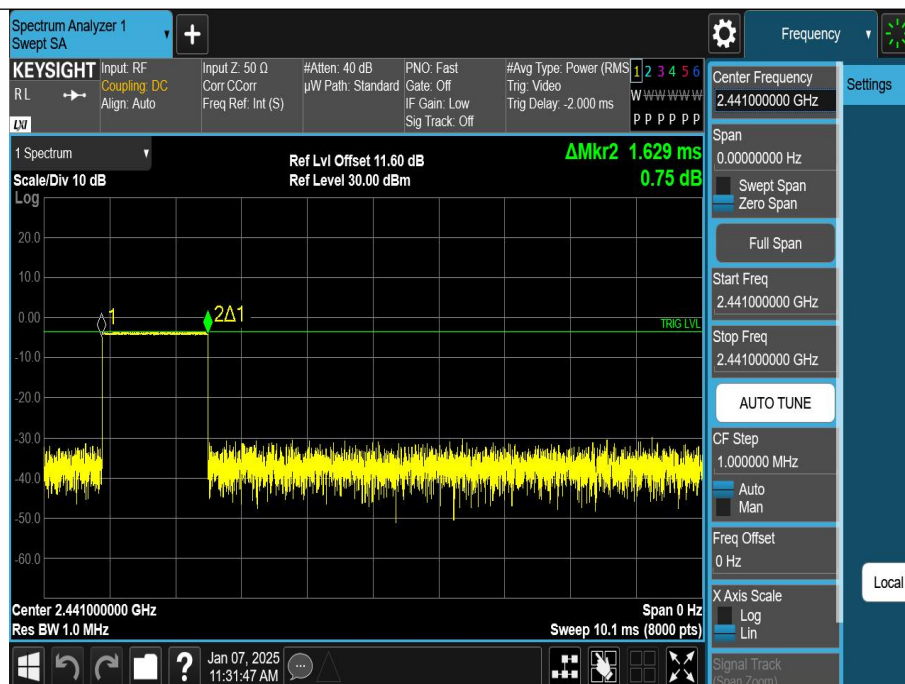 Spectrum Analyzer 1
Swept SA
+
Frequency
KEYSIGHT
RL
LXI
Input: RF
Coupling: DC
Align: Auto
Input Z: 50 Ω
Corr CCorr
Freq Ref: Int (S)
#Atten: 40 dB
µW Path: Standard
PNO: Fast
Gate: Off
IF Gain: Low
Sig Track: Off
#Avg Type: Power (RMS
Trig: Video
Trig Delay: -2.000 ms
1 2 3 4 5 6
W W W W W W
P P P P P P
1 Spectrum
Scale/Div 10 dB
Log
Ref Lvl Offset 11.60 dB
Ref Level 30.00 dBm
ΔMkr2 1.629 ms
0.75 dB
20.0
10.0
0.00
-10.0
-20.0
-30.0
-40.0
-50.0
-60.0
1
2Δ1
TRIG LVL
Center 2.441000000 GHz
Res BW 1.0 MHz
Span 0 Hz
Sweep 10.1 ms (8000 pts)
?
Jan 07, 2025
11:31:47 AM
Center Frequency
2.441000000 GHz
Span
0.00000000 Hz
Swept Span
Zero Span
Full Span
Start Freq
2.441000000 GHz
Stop Freq
2.441000000 GHz
AUTO TUNE
CF Step
1.000000 MHz
Auto
Man
Freq Offset
0 Hz
X Axis Scale
Log
Lin
Signal Track
(Span Zoom)
Settings
Local